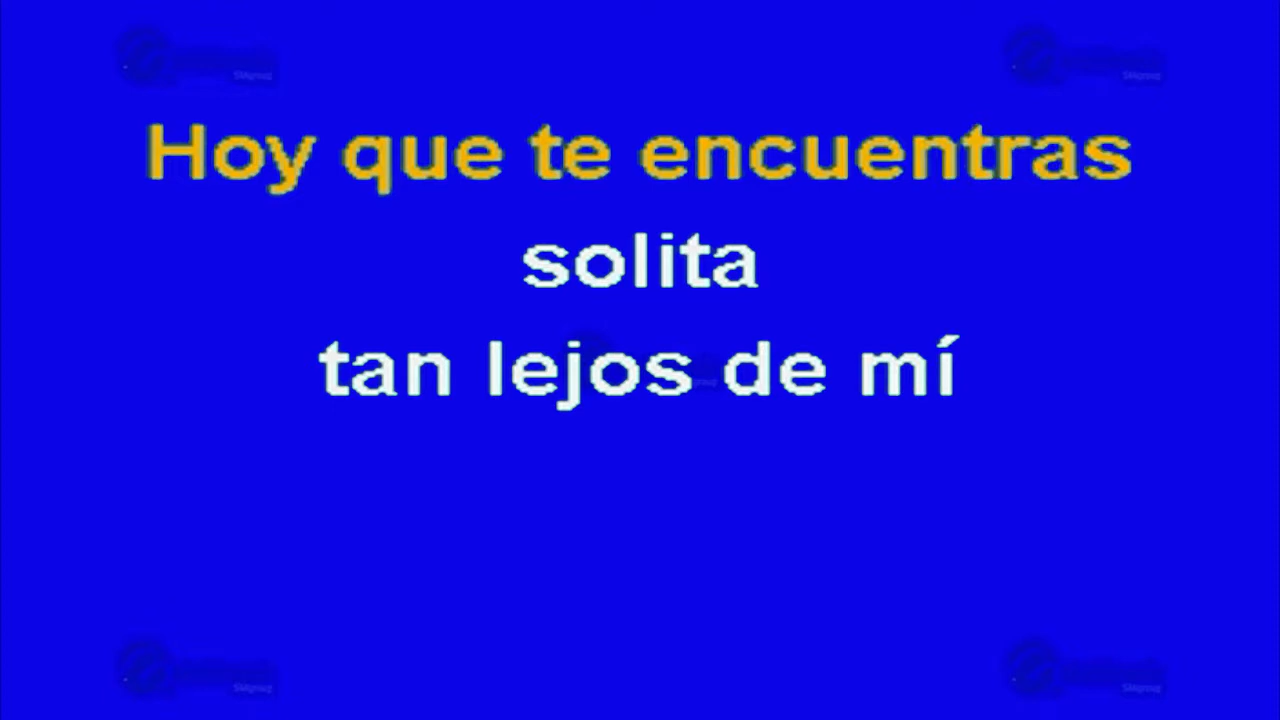 Hoy que te encuentras
solita
tan lejos de mí